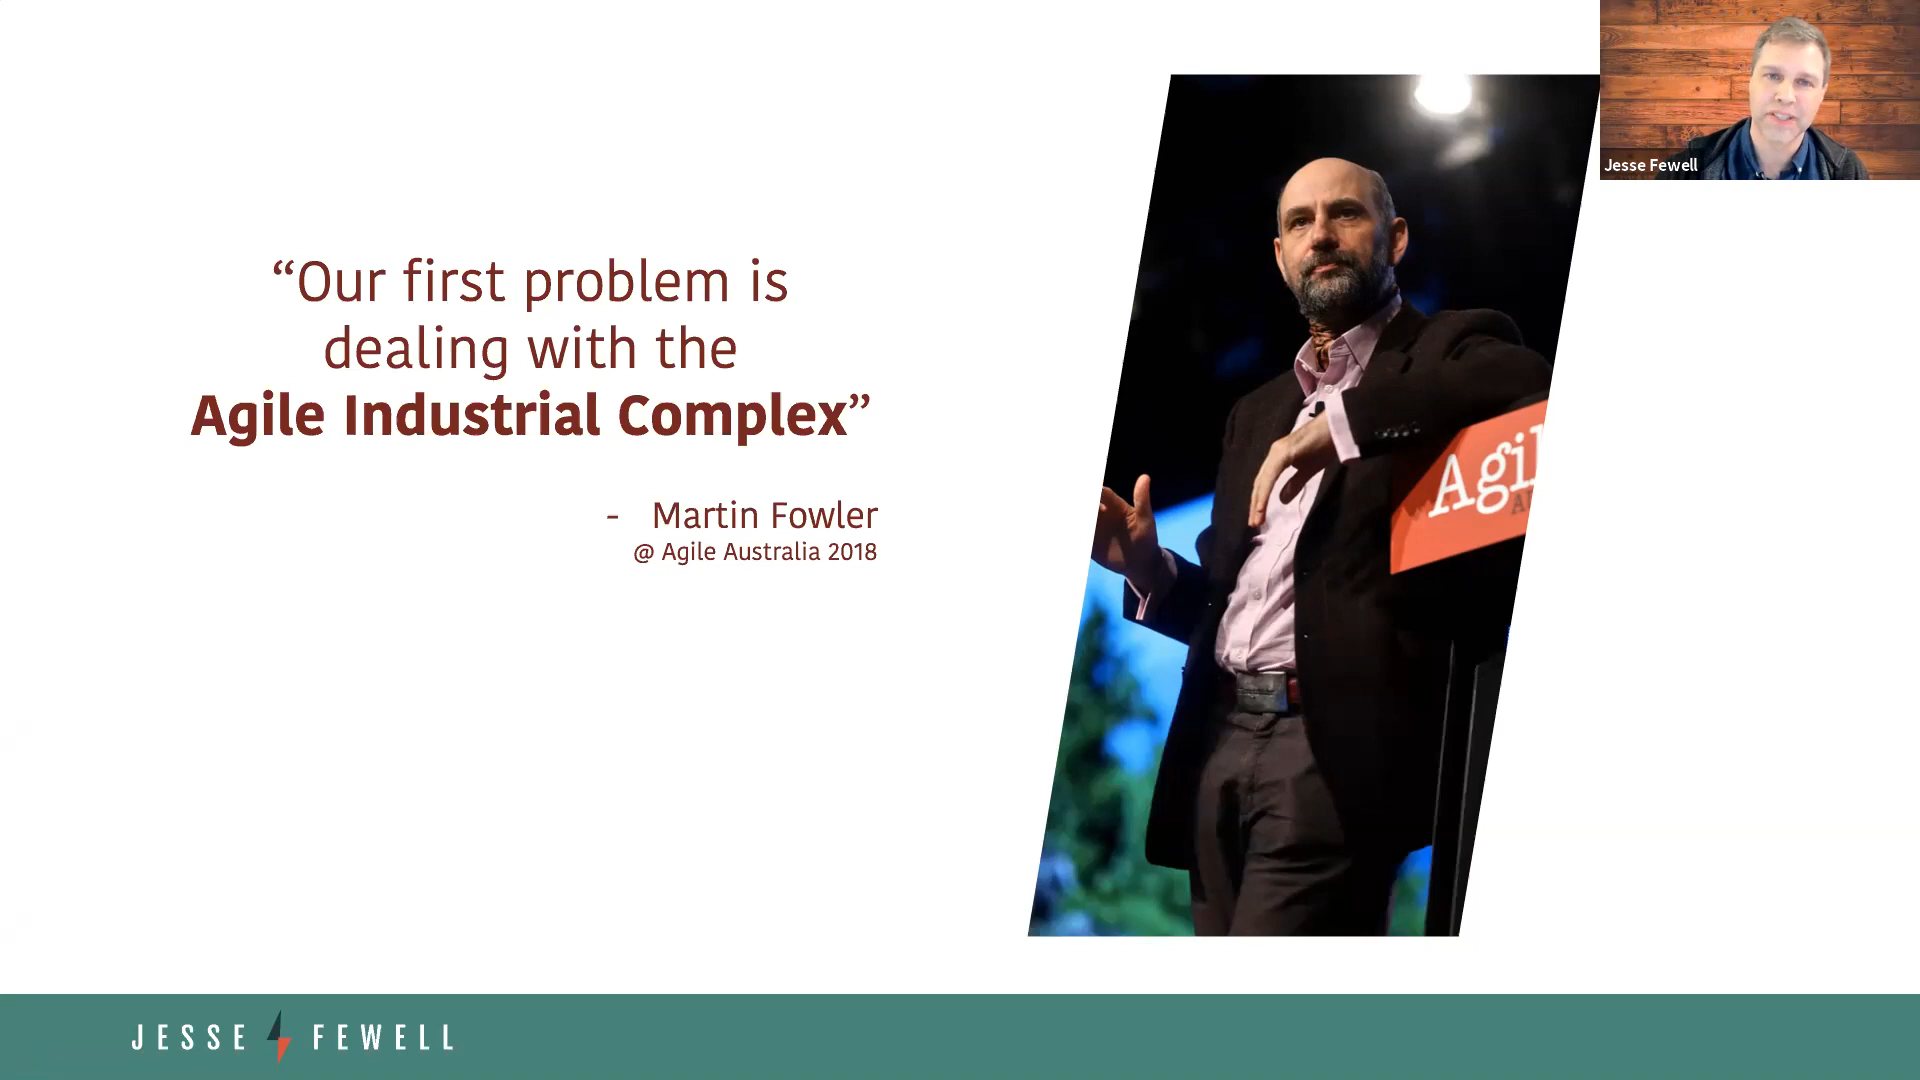 “Our first problem is
dealing with the
Agile Industrial Complex”
- Martin Fowler
@ Agile Australia 2018
Jesse Fewell
Agil
JESSE FEWELL